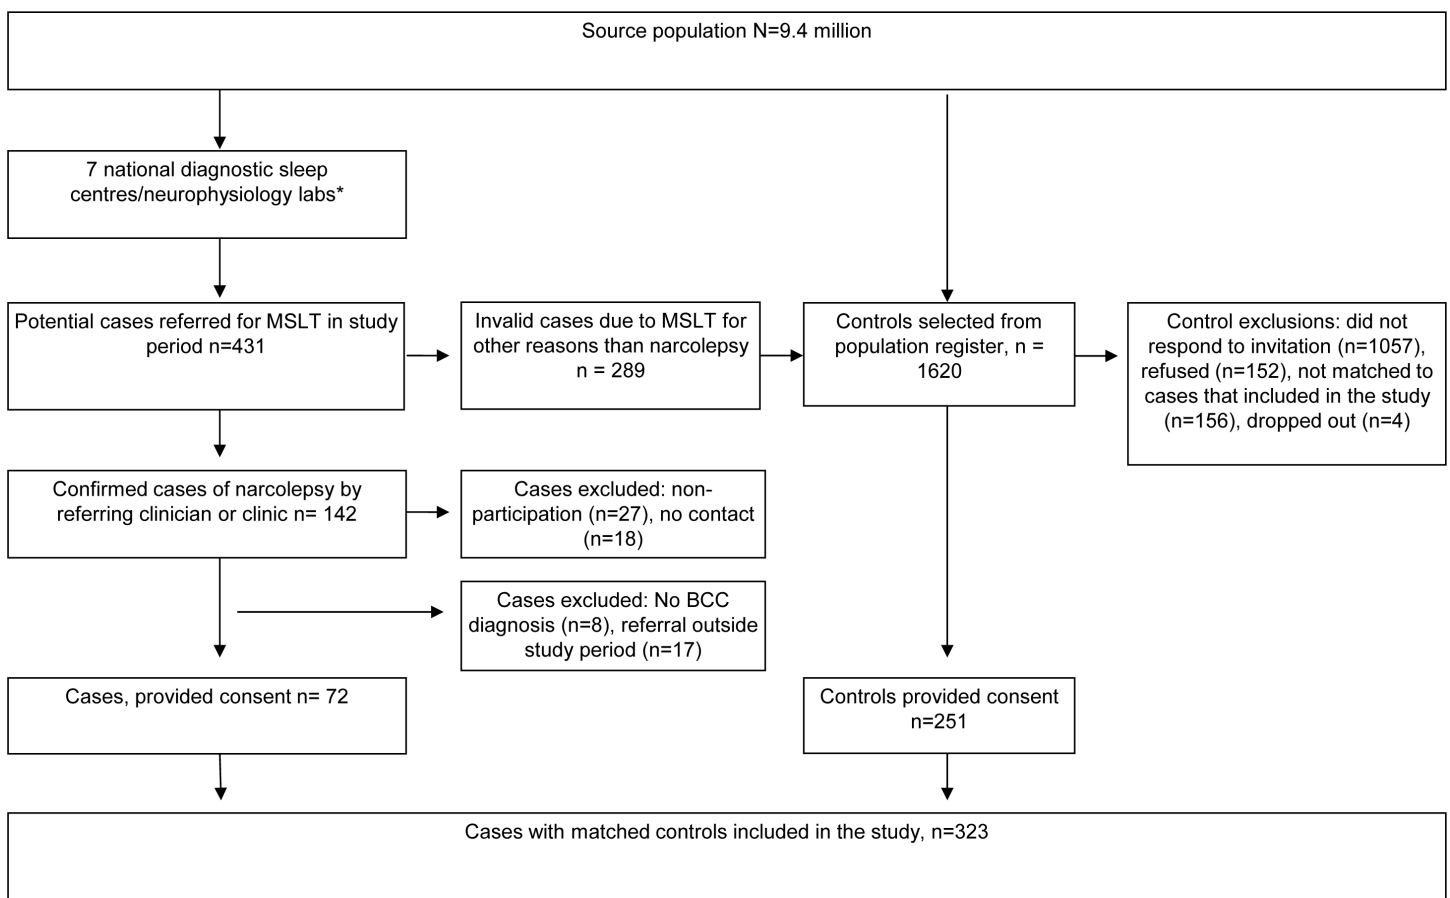 Source population N=9.4 million
7 national diagnostic sleep
centres/neurophysiology labs*
Potential cases referred for MSLT in study
period n=431
Invalid cases due to MSLT for
other reasons than narcolepsy
n = 289
Controls selected from
population register, n =
1620
Control exclusions: did not
respond to invitation (n=1057),
refused (n=152), not matched to
cases that included in the study
(n=156), dropped out (n=4)
Confirmed cases of narcolepsy by
referring clinician or clinic n= 142
Cases excluded: non-
participation (n=27), no contact
(n=18)
Cases excluded: No BCC
diagnosis (n=8), referral outside
study period (n=17)
Cases, provided consent n= 72
Controls provided consent
n=251
Cases with matched controls included in the study, n=323